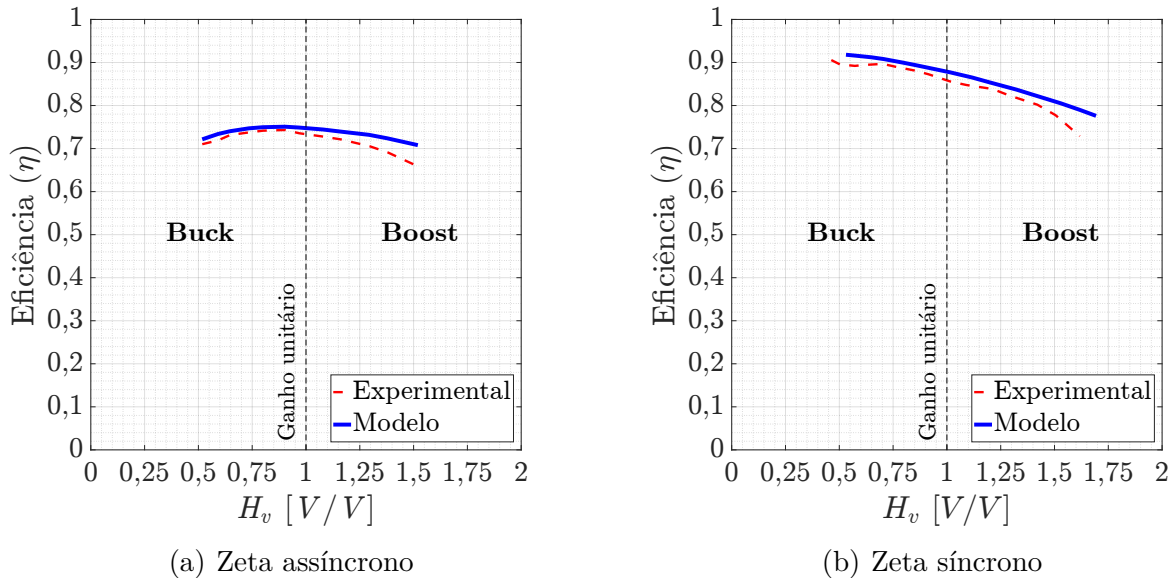 1
0,9
0,8
0,7
0,6
0,5
0,4
0,3
0,2
0,1
0
Eficiência (η)
Buck
Boost
Ganho unitário
Experimental
Modelo
0 0,25 0,5 0,75 1 1,25 1,5 1,75 2
H_v [V/V]
(a) Zeta assíncrono
1
0,9
0,8
0,7
0,6
0,5
0,4
0,3
0,2
0,1
0
Eficiência (η)
Buck
Boost
Ganho unitário
Experimental
Modelo
0 0,25 0,5 0,75 1 1,25 1,5 1,75 2
H_v [V/V]
(b) Zeta síncrono